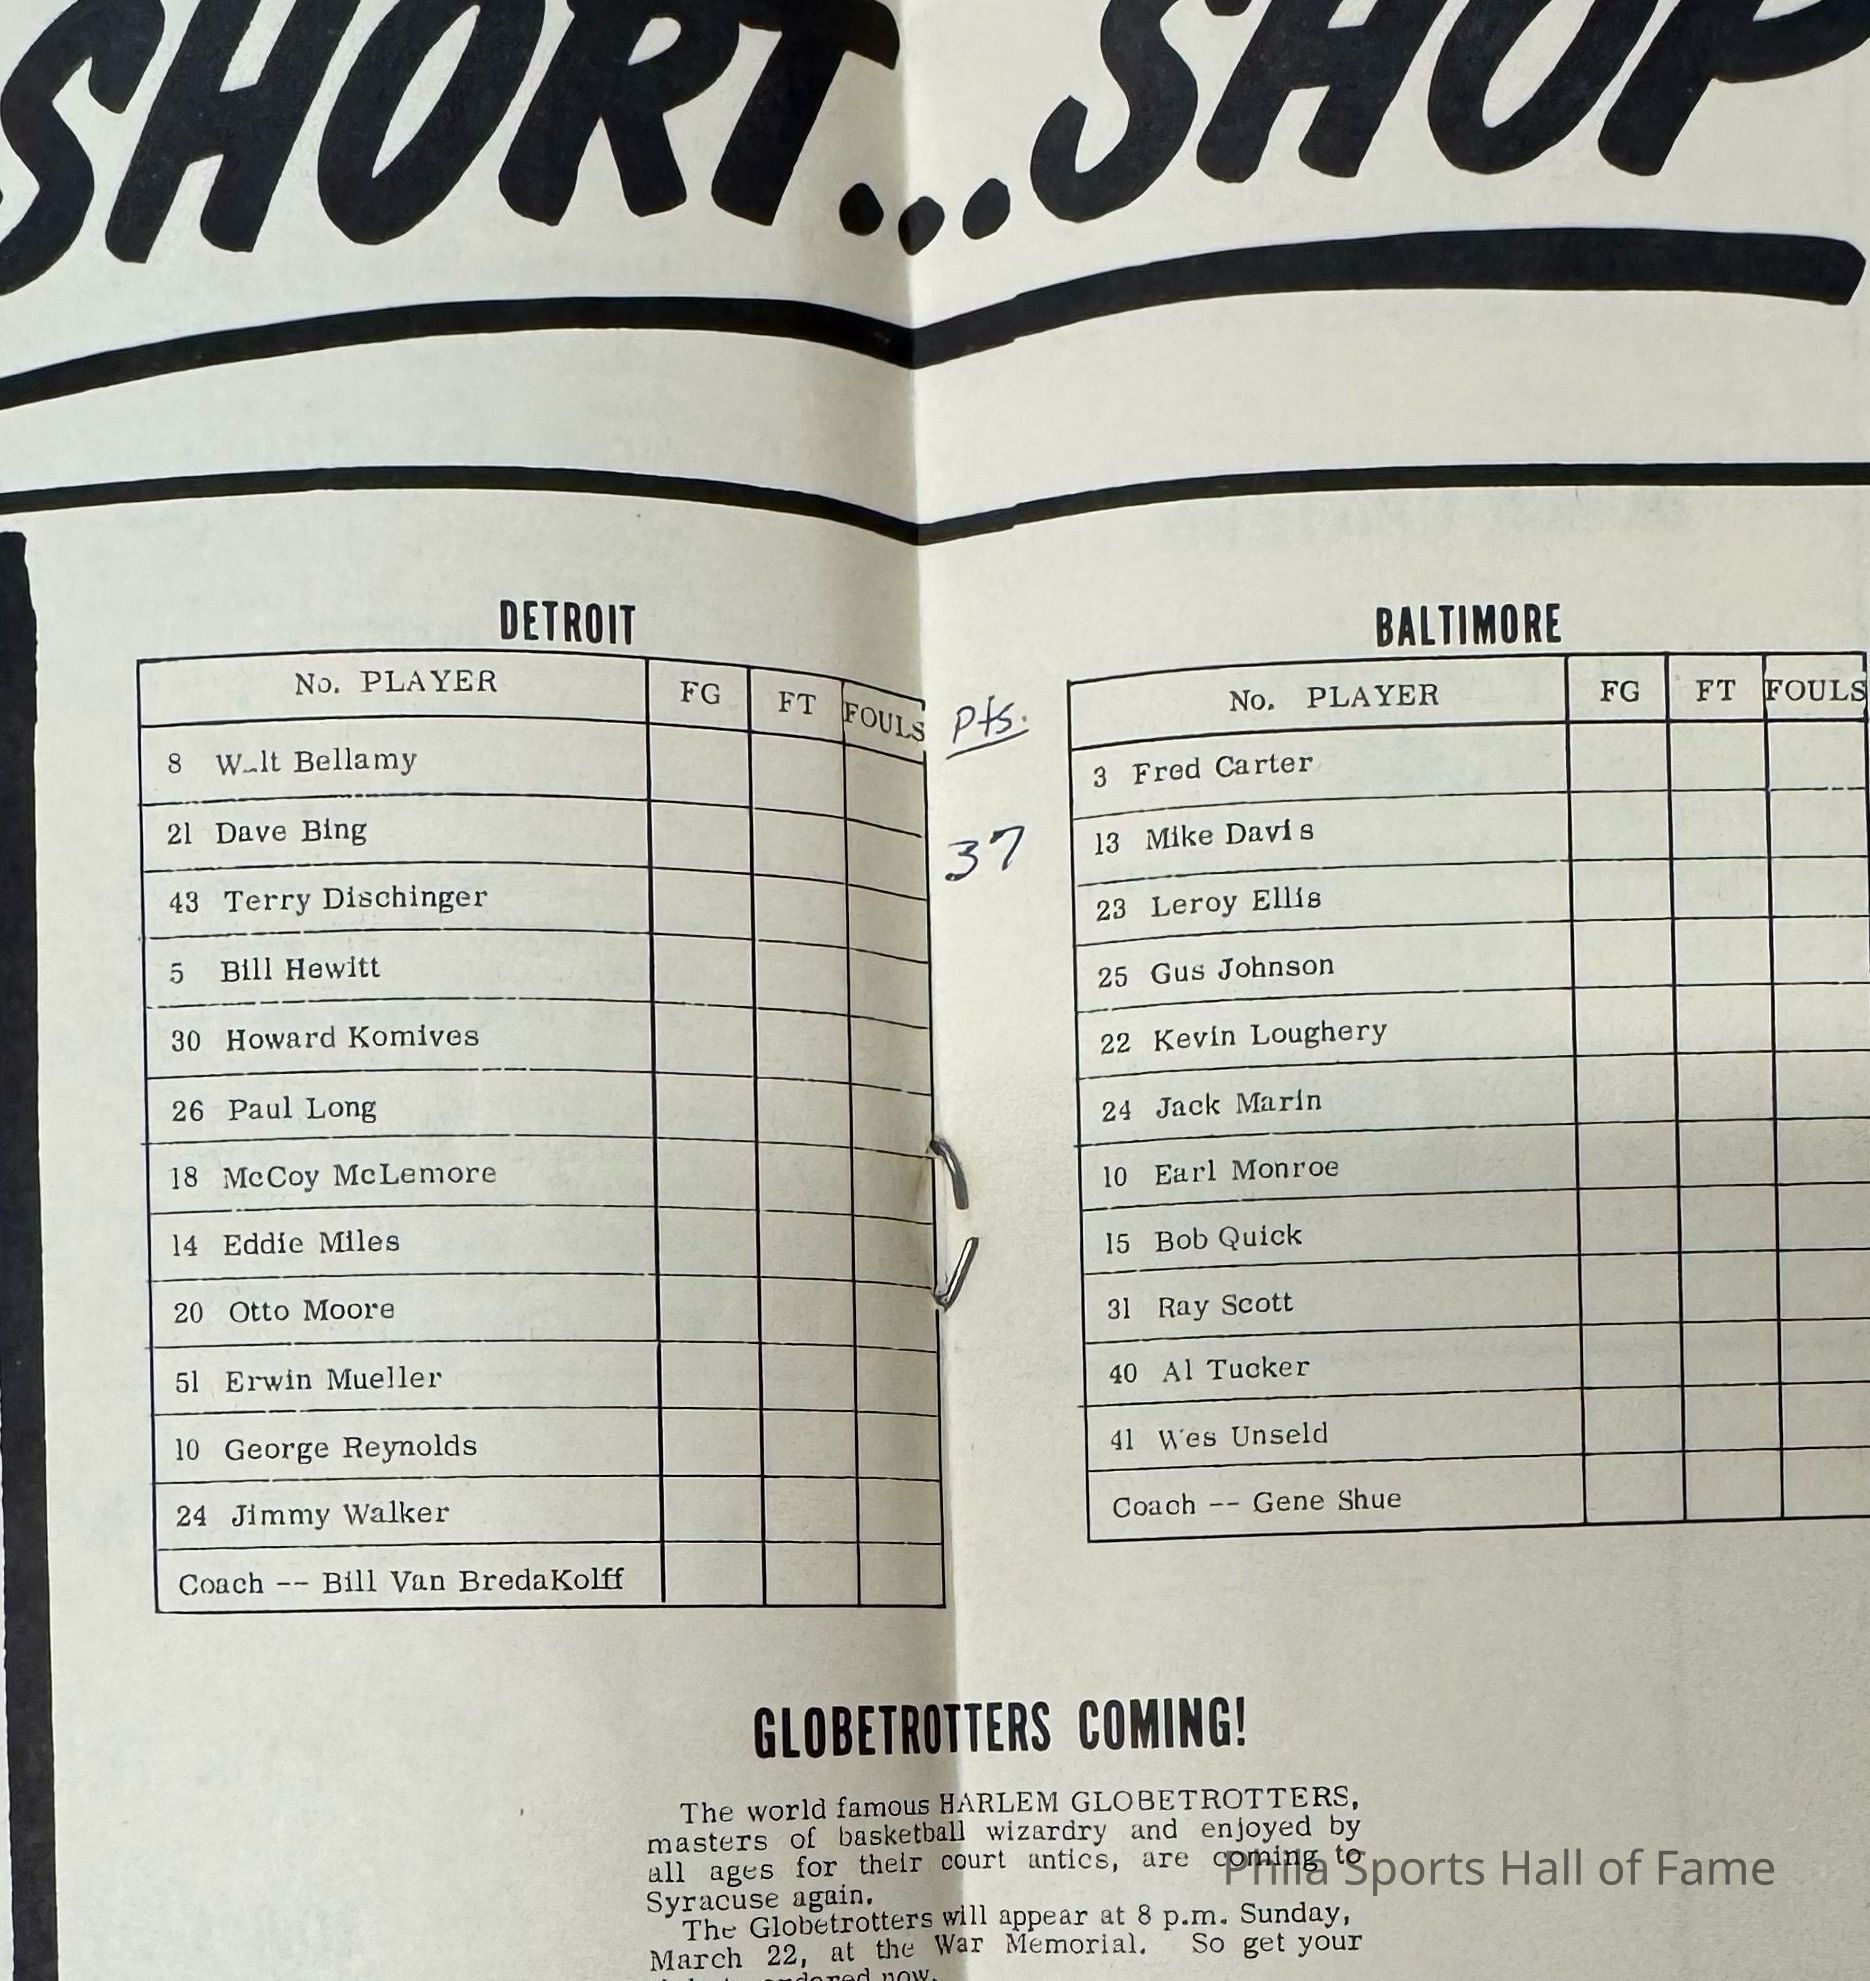 SHORT...SHOP
DETROIT
No. PLAYER FG FT FOULS pts.
8 W lt Bellamy
21 Dave Bing 37
43 Terry Dischinger
5 Bill Hewitt
30 Howard Komives
26 Paul Long
18 McCoy McLemore
14 Eddie Miles
20 Otto Moore
51 Erwin Mueller
10 George Reynolds
24 Jimmy Walker
Coach -- Bill Van BredaKolff
BALTIMORE
No. PLAYER FG FT FOULS
3 Fred Carter
13 Mike Davis
23 Leroy Ellis
25 Gus Johnson
22 Kevin Loughery
24 Jack Marin
10 Earl Monroe
15 Bob Quick
31 Ray Scott
40 Al Tucker
41 Wes Unseld
Coach -- Gene Shue
GLOBETROTTERS COMING!
The world famous HARLEM GLOBETROTTERS,
masters of basketball wizardry and enjoyed by
all ages for their court antics, are coming to
Syracuse again.
The Globetrotters will appear at 8 p.m. Sunday,
March 22, at the War Memorial. So get your
now.
Phila Sports Hall of Fame